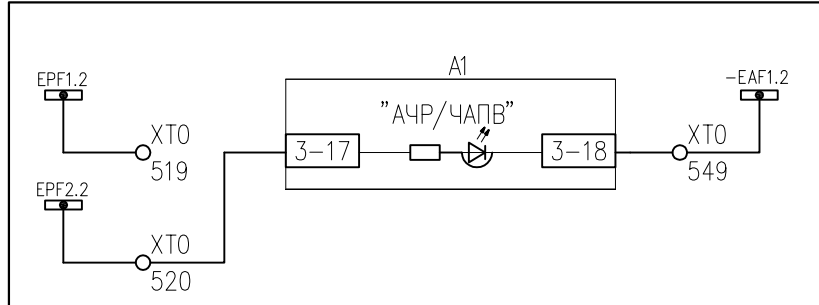 A1
EPF1.2
-EAF1.2
"АЧР/ЧАПВ"
XT0
519
3-17
3-18
XT0
549
EPF2.2
XT0
520